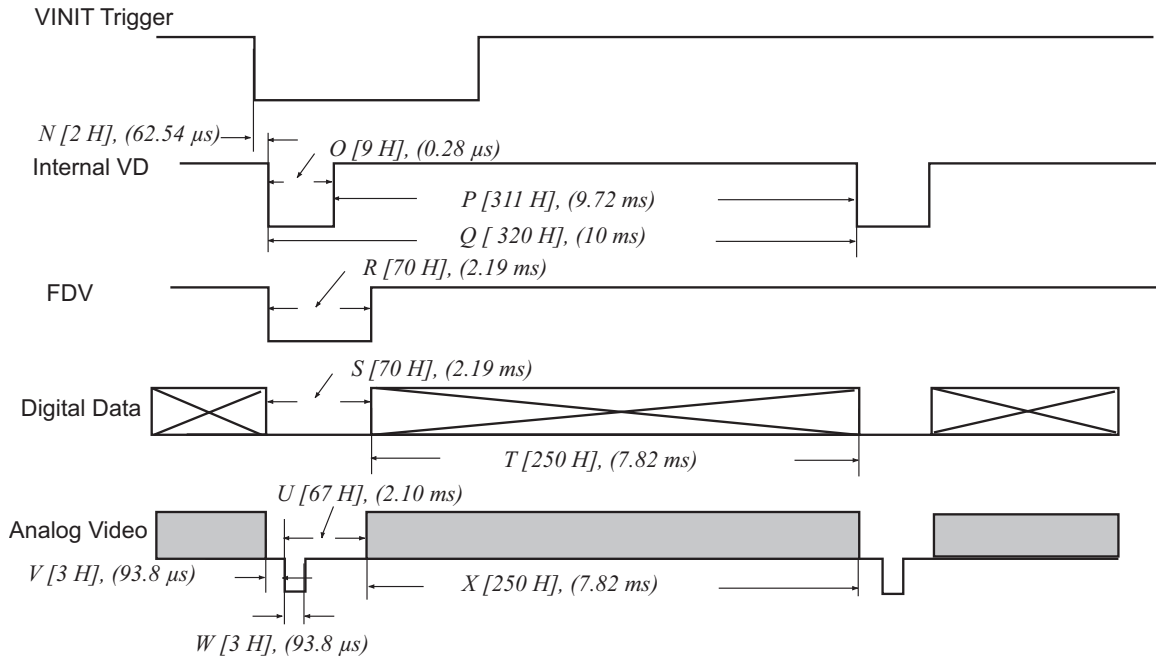 VINIT Trigger
N [2 H], (62.54 µs)
O [9 H], (0.28 µs)
Internal VD
P [311 H], (9.72 ms)
Q [ 320 H], (10 ms)
R [70 H], (2.19 ms)
FDV
S [70 H], (2.19 ms)
Digital Data
T [250 H], (7.82 ms)
U [67 H], (2.10 ms)
Analog Video
V [3 H], (93.8 µs)
X [250 H], (7.82 ms)
W [3 H], (93.8 µs)